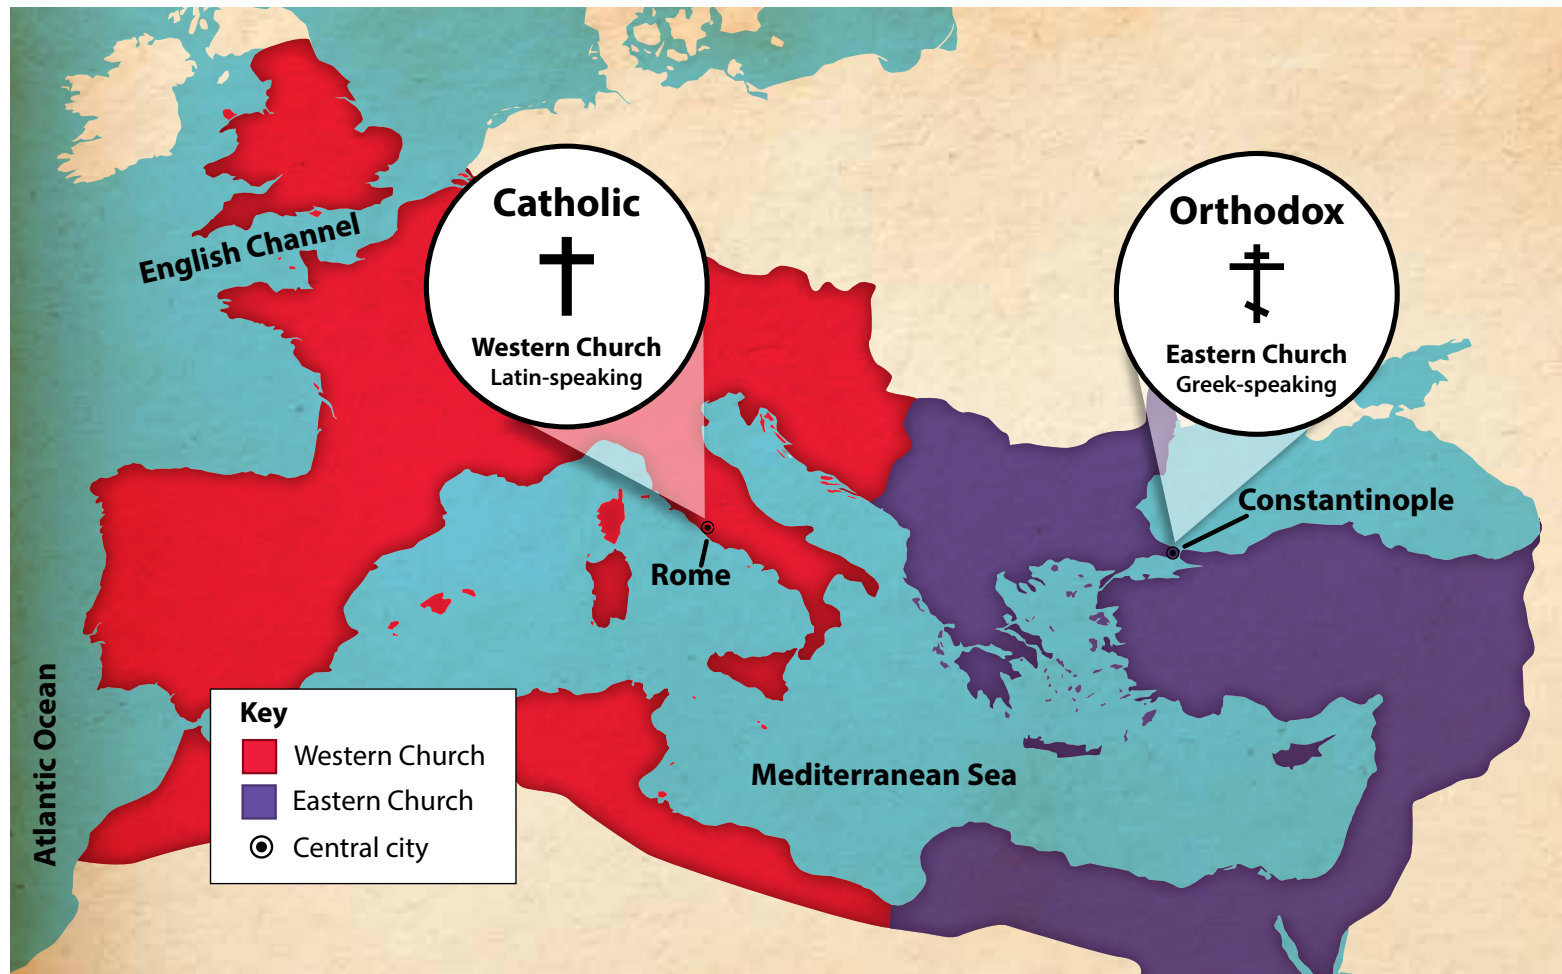 Catholic
Western Church
Latin-speaking
Orthodox
Eastern Church
Greek-speaking
English Channel
Constantinople
Rome
Atlantic Ocean
Mediterranean Sea
Key
Western Church
Eastern Church
Central city